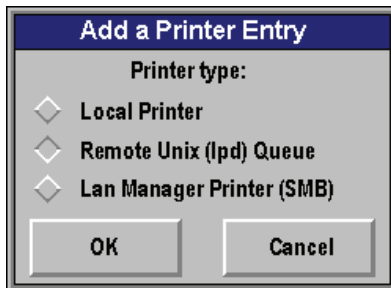 Add a Printer Entry
Printer type:
Local Printer
Remote Unix (lpd) Queue
Lan Manager Printer (SMB)
OK
Cancel